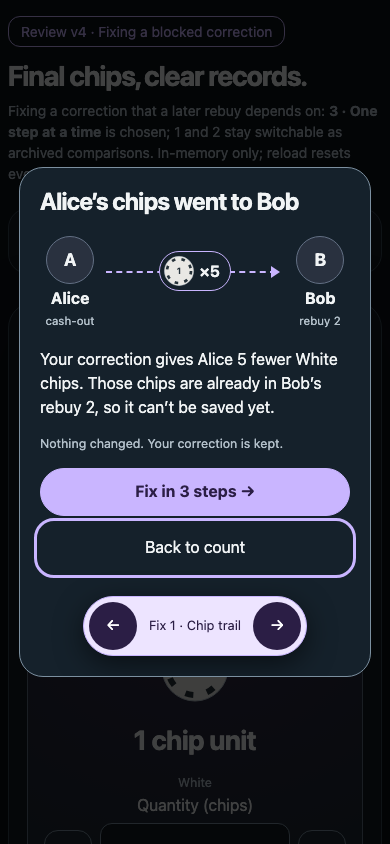 Review v4 · Fixing a blocked correction
Final chips, clear records.
Fixing a correction that a later rebuy depends on: 3 · One
step at a time is chosen; 1 and 2 stay switchable as
archived comparisons. In-memory only; reload resets
Alice’s chips went to Bob
A
1
×5
B
Alice
Bob
cash-out
rebuy 2
Your correction gives Alice 5 fewer White
chips. Those chips are already in Bob’s
rebuy 2, so it can’t be saved yet.
Nothing changed. Your correction is kept.
Fix in 3 steps →
Back to count
← Fix 1 · Chip trail →
1 chip unit
White
Quantity (chips)